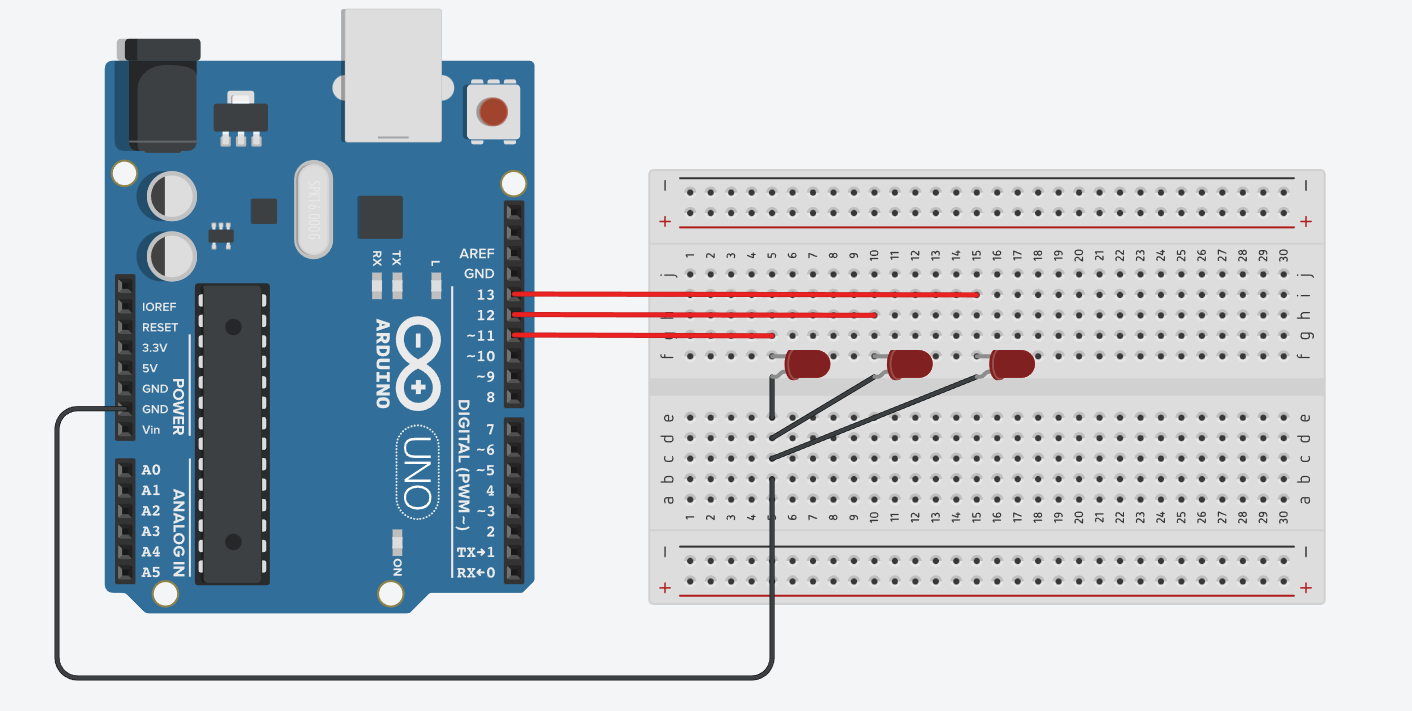 SPT6.000G
RX
TX
L
AREF
GND
13
12
~11
~10
~9
8
7
~6
~5
4
~3
2
TX→1
RX←0
DIGITAL (PWM~)
ARDUINO
UNO
ON
IOREF
RESET
3.3V
5V
GND
GND
Vin
POWER
A0
A1
A2
A3
A4
A5
ANALOG IN
− −
+ +
1 2 3 4 5 6 7 8 9 10 11 12 13 14 15 16 17 18 19 20 21 22 23 24 25 26 27 28 29 30
j j
i i
h h
g g
f f
e e
d d
c c
b b
a a
1 2 3 4 5 6 7 8 9 10 11 12 13 14 15 16 17 18 19 20 21 22 23 24 25 26 27 28 29 30
− −
+ +